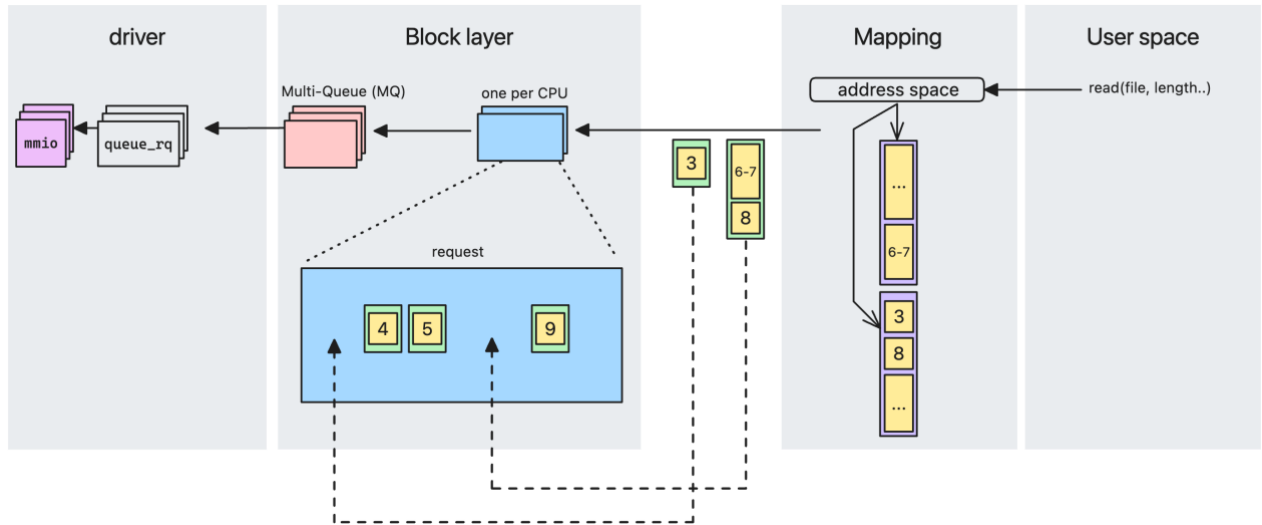 driver
Block layer
Mapping
User space
Multi-Queue (MQ)
one per CPU
address space
read(file, length..)
mmio
queue_rq
3
6-7
8
...
6-7
3
8
...
request
4
5
9